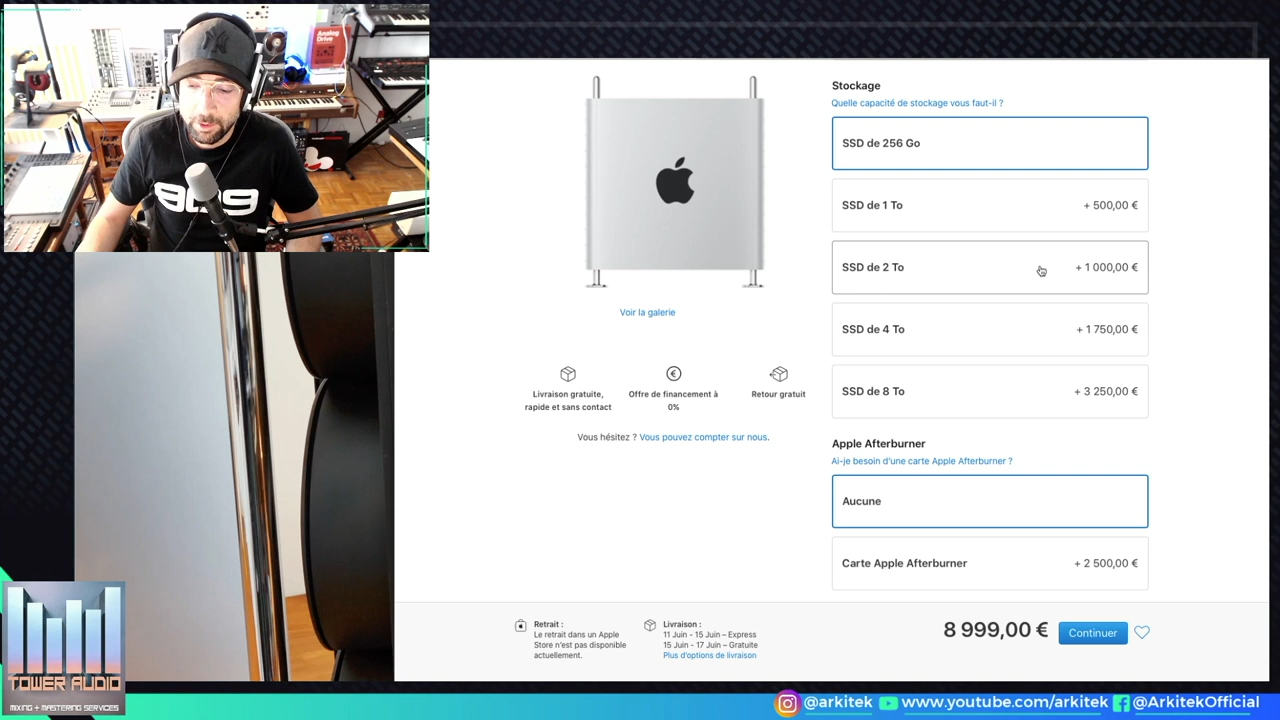 Analog
Drive
Stockage
Quelle capacité de stockage vous faut-il ?
SSD de 256 Go
SSD de 1 To + 500,00 €
SSD de 2 To + 1 000,00 €
SSD de 4 To + 1 750,00 €
SSD de 8 To + 3 250,00 €
Voir la galerie
Livraison gratuite,
rapide et sans contact
Offre de financement à
0%
Retour gratuit
Vous hésitez ? Vous pouvez compter sur nous.
Apple Afterburner
Ai-je besoin d'une carte Apple Afterburner ?
Aucune
Carte Apple Afterburner + 2 500,00 €
Retrait :
Le retrait dans un Apple
Store n'est pas disponible
actuellement.
Livraison :
11 Juin - 15 Juin – Express
15 Juin - 17 Juin – Gratuite
Plus d'options de livraison
8 999,00 €
Continuer
TOWER AUDIO
MIXING + MASTERING SERVICES
@arkitek
www.youtube.com/arkitek
@ArkitekOfficial